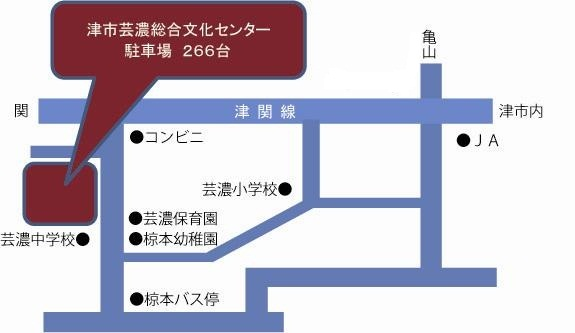 津市芸濃総合文化センター
駐車場 266台
亀山
関
津関線
津市内
●コンビニ
●JA
芸濃小学校●
●芸濃保育園
芸濃中学校●
●椋本幼稚園
●椋本バス停